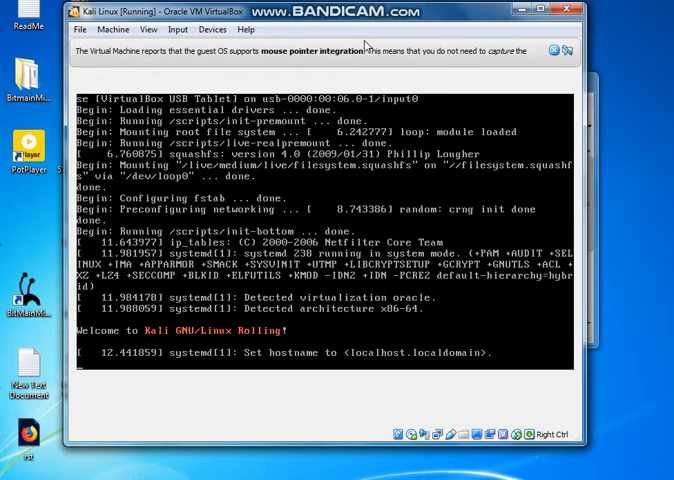 ReadMe
Kali Linux [Running] - Oracle VM VirtualBox
www.BANDICAM.com
File Machine View Input Devices Help
The Virtual Machine reports that the guest OS supports mouse pointer integration. This means that you do not need to capture the
se [VirtualBox USB Tablet] on usb-0000:00:06.0-1/input0
Begin: Loading essential drivers ... done.
Begin: Running /scripts/init-premount ... done.
Begin: Mounting root file system ... [    6.242777] loop: module loaded
Begin: Running /scripts/live-realpremount ... done.
[    6.760875] squashfs: version 4.0 (2009/01/31) Phillip Lougher
Begin: Mounting "/live/medium/live/filesystem.squashfs" on "//filesystem.squashf
s" via "/dev/loop0" ... done.
done.
Begin: Configuring fstab ... done.
Begin: Preconfiguring networking ... [    8.743386] random: crng init done
done.
Begin: Running /scripts/init-bottom ... done.
[   11.643977] ip_tables: (C) 2000-2006 Netfilter Core Team
[   11.981957] systemd[1]: systemd 238 running in system mode. (+PAM +AUDIT +SEL
INUX +IMA +APPARMOR +SMACK +SYSVINIT +UTMP +LIBCRYPTSETUP +GCRYPT +GNUTLS +ACL +
XZ +LZ4 +SECCOMP +BLKID +ELFUTILS +KMOD -IDN2 +IDN -PCRE2 default-hierarchy=hybr
id)
[   11.984178] systemd[1]: Detected virtualization oracle.
[   11.988059] systemd[1]: Detected architecture x86-64.
Welcome to Kali GNU/Linux Rolling!
[   12.441859] systemd[1]: Set hostname to <localhost.localdomain>.
Right Ctrl
BitmainMi...
PotPlayer
BitMainMi...
New Text
Document
rst